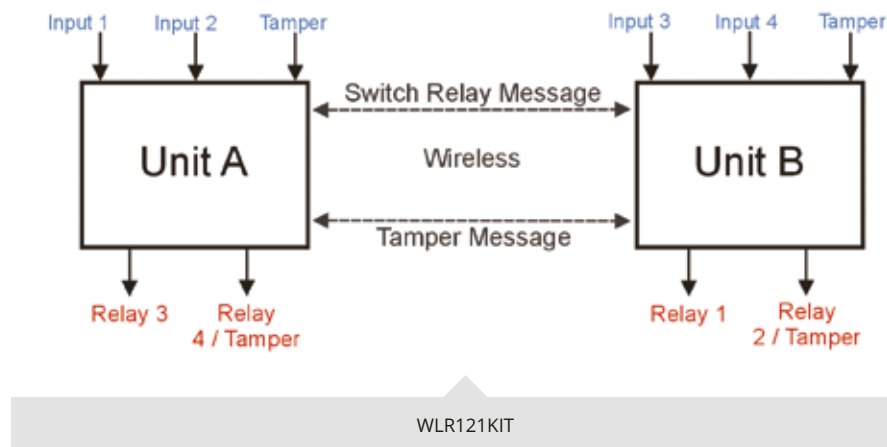 Input 1 Input 2 Tamper Input 3 Input 4 Tamper
Switch Relay Message
Unit A Wireless Unit B
Tamper Message
Relay 3 Relay Relay 1 Relay
4 / Tamper 2 / Tamper
WLR121KIT